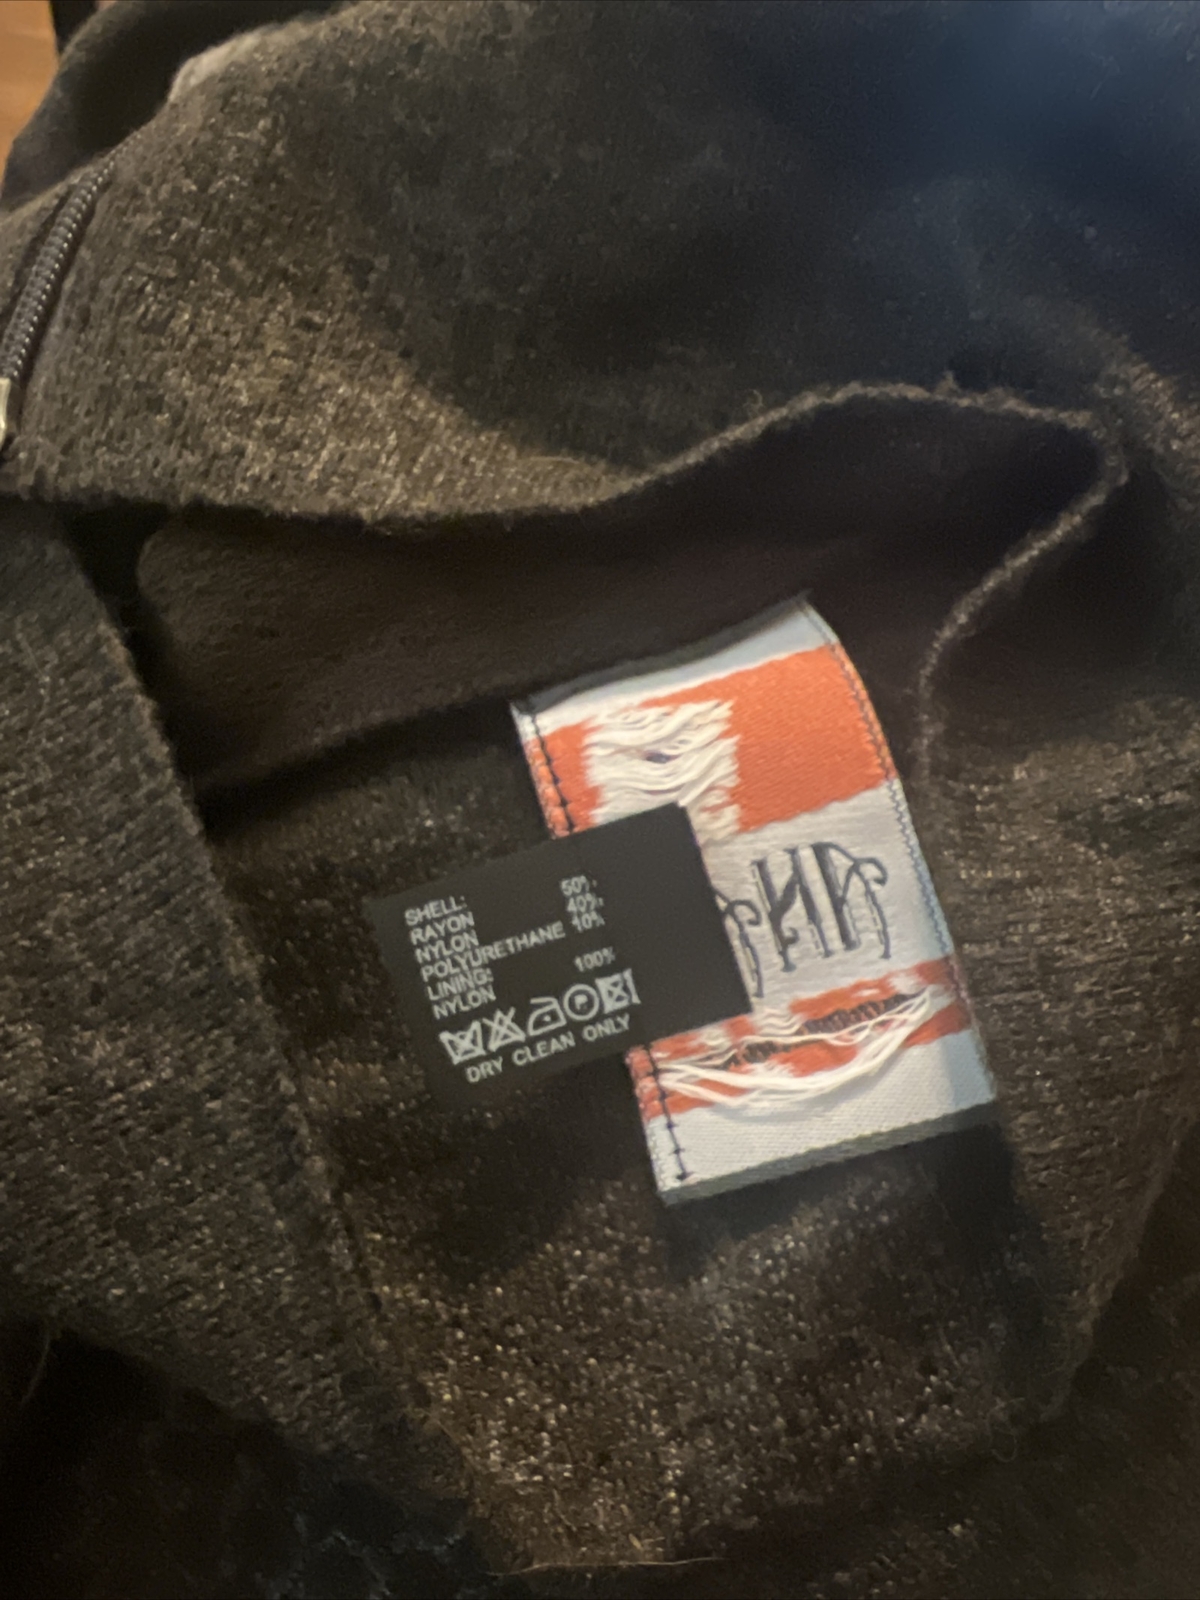 SHELL:
RAYON 50%
NYLON 40%
POLYURETHANE 10%
LINING:
NYLON 100%
DRY CLEAN ONLY